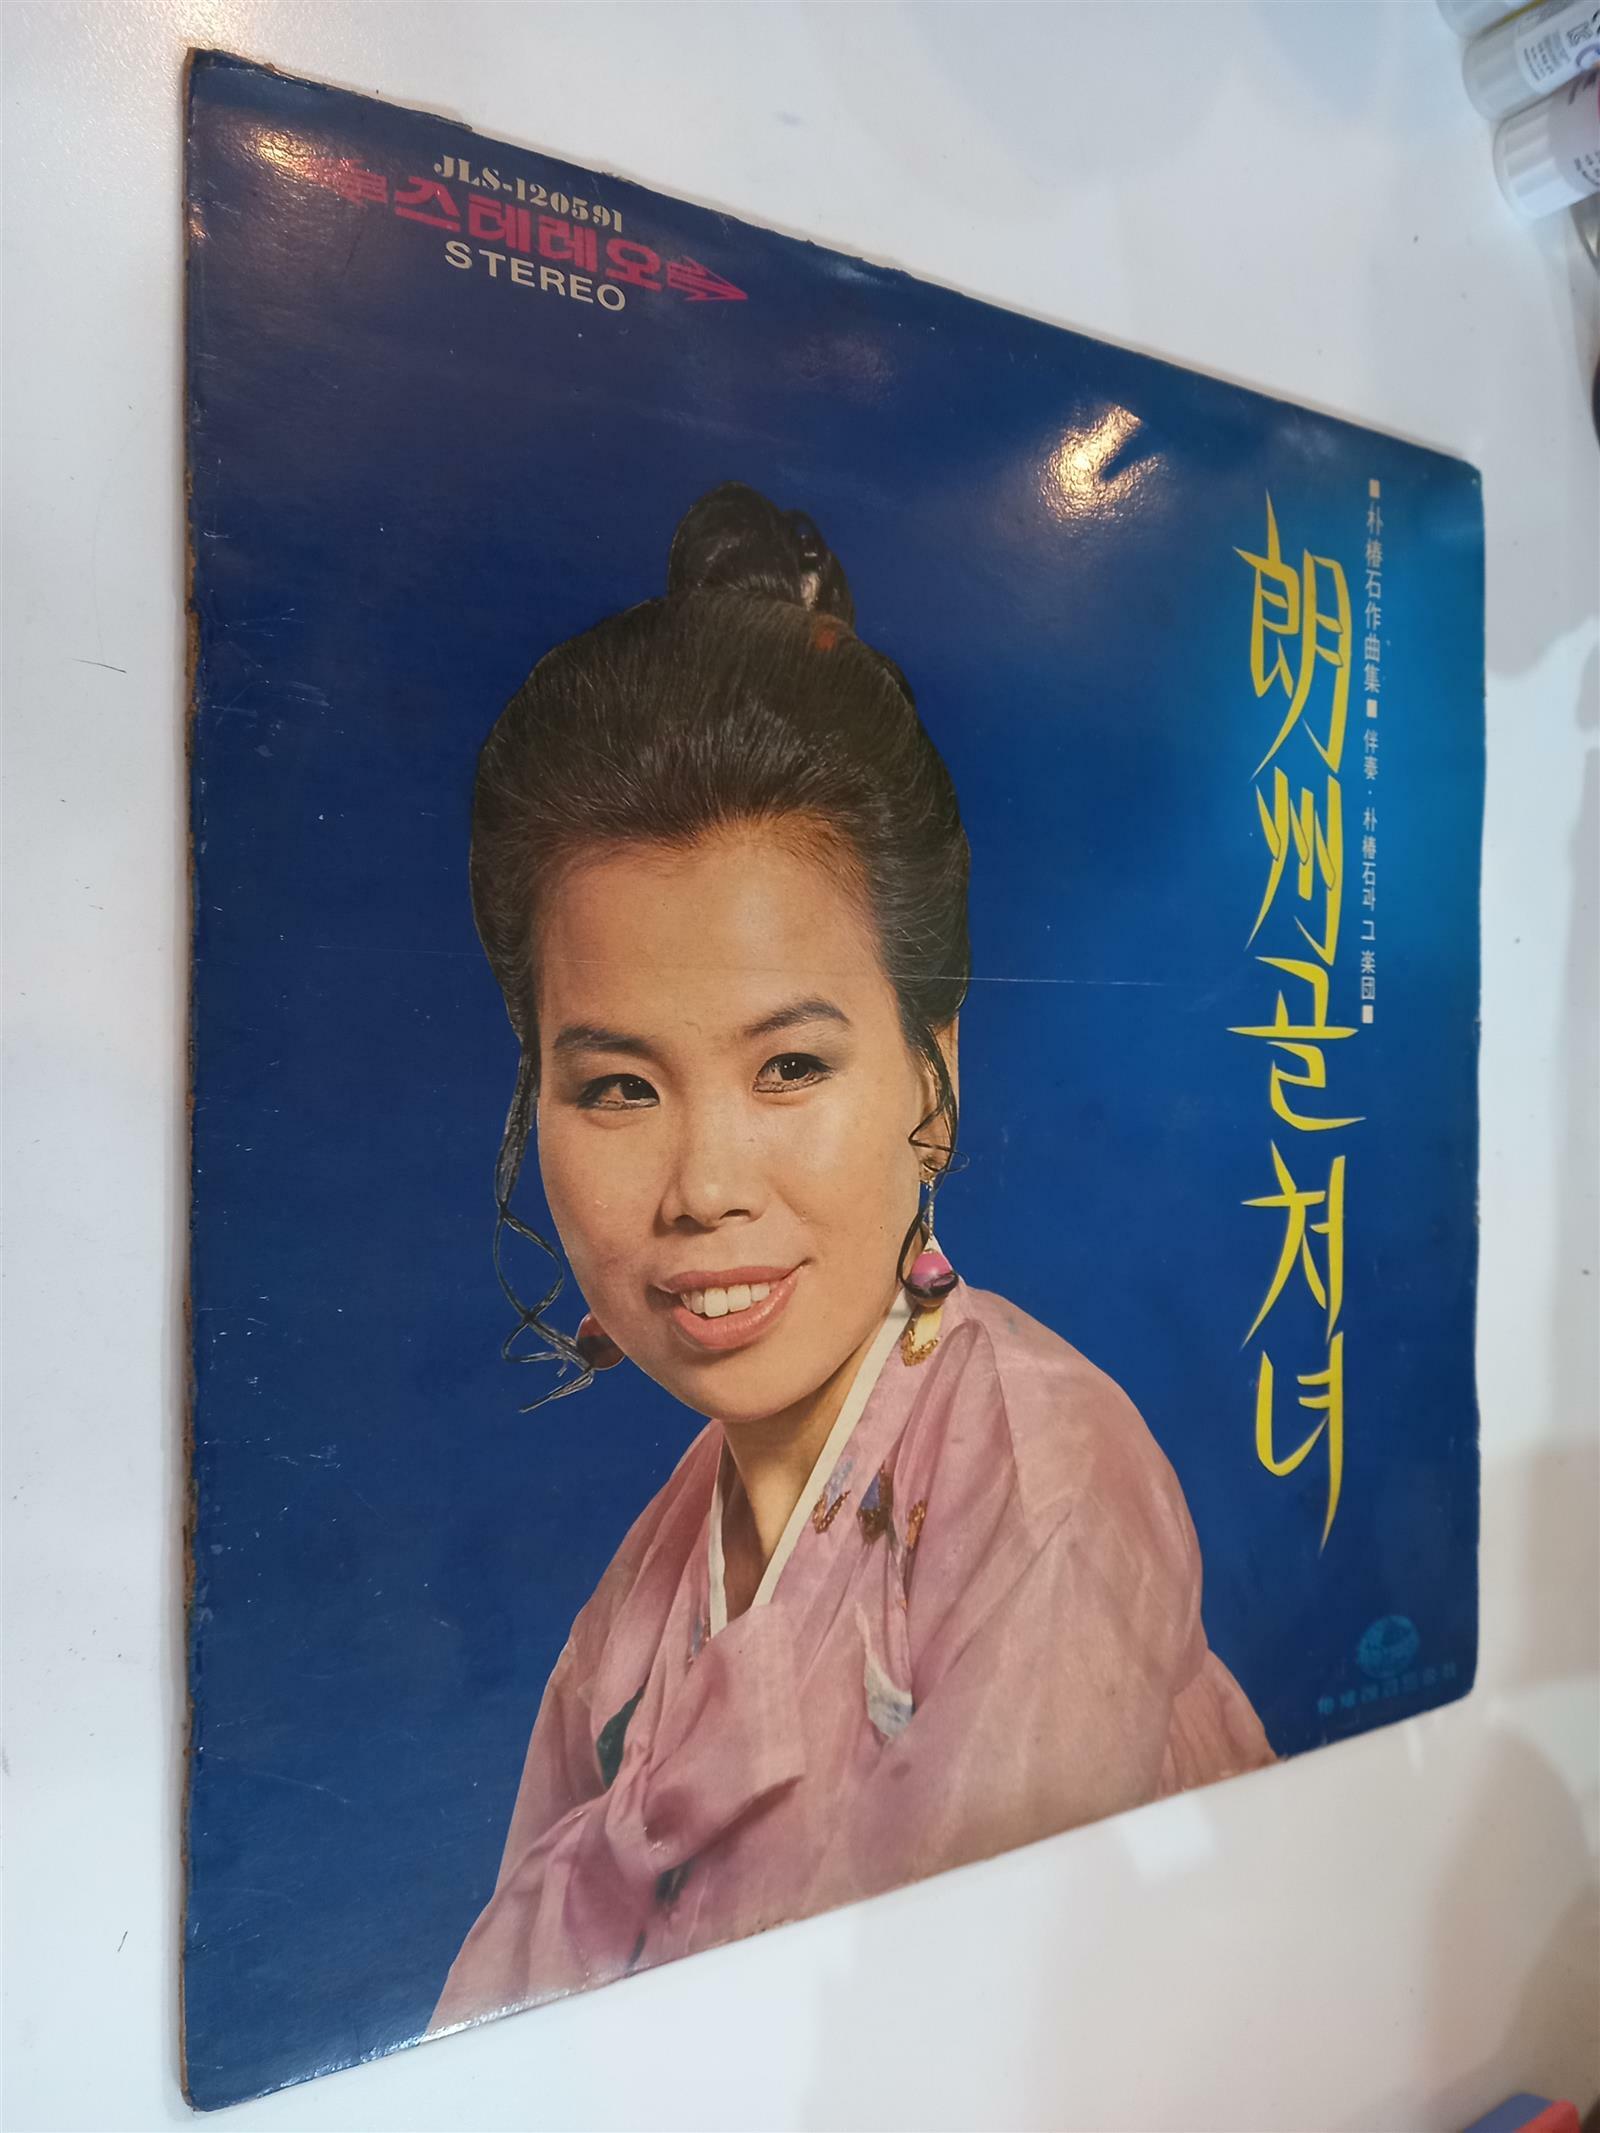 JLS-120591
스테레오
STEREO
■朴椿石作曲集■ 伴奏·朴椿石과 그 楽団■
朗州골 처녀